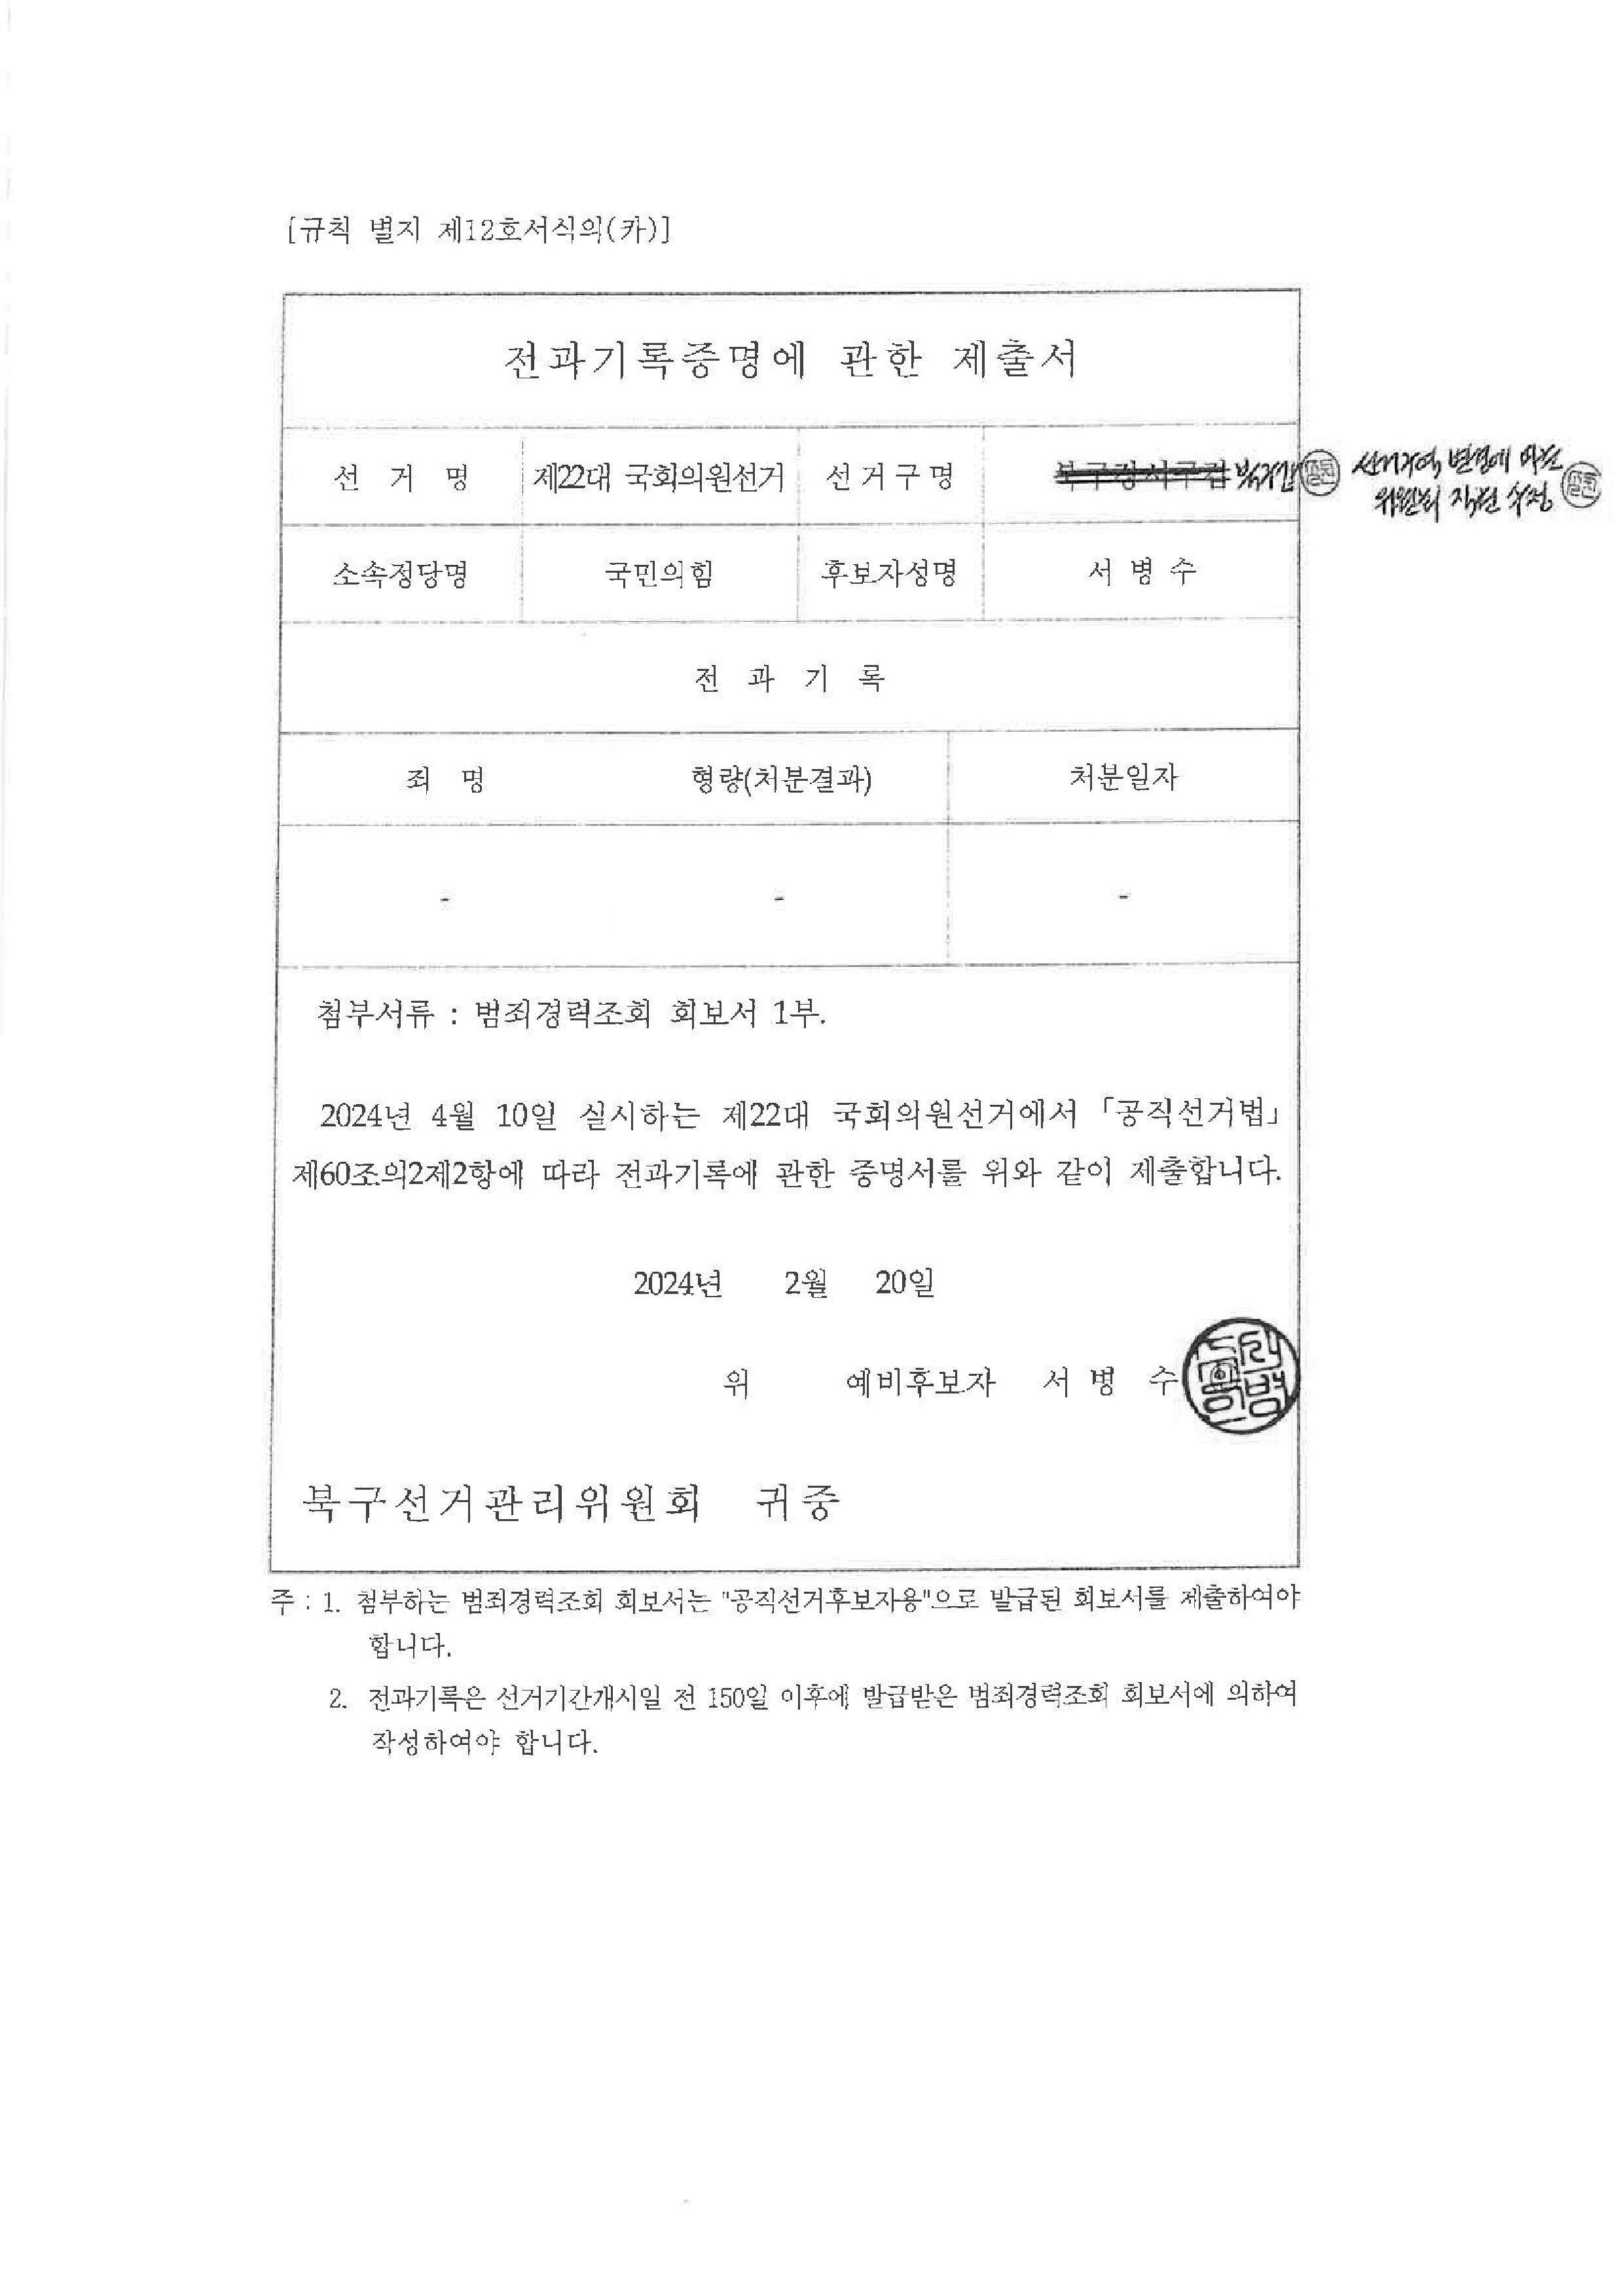 [규칙 별지 제12호서식의(카)]
전과기록증명에 관한 제출서
선 거 명 제22대 국회의원선거 선거구명 북구강서구갑 북구갑 선거구역 변경에 따른
위원회 직권 수정
소속정당명 국민의힘 후보자성명 서 병 수
전 과 기 록
죄 명 형량(처분결과) 처분일자
- - -
첨부서류 : 범죄경력조회 회보서 1부.
2024년 4월 10일 실시하는 제22대 국회의원선거에서 「공직선거법」
제60조의2제2항에 따라 전과기록에 관한 증명서를 위와 같이 제출합니다.
2024년 2월 20일
위 예비후보자 서 병 수
북구선거관리위원회 귀중
주 : 1. 첨부하는 범죄경력조회 회보서는 "공직선거후보자용"으로 발급된 회보서를 제출하여야
합니다.
2. 전과기록은 선거기간개시일 전 150일 이후에 발급받은 범죄경력조회 회보서에 의하여
작성하여야 합니다.